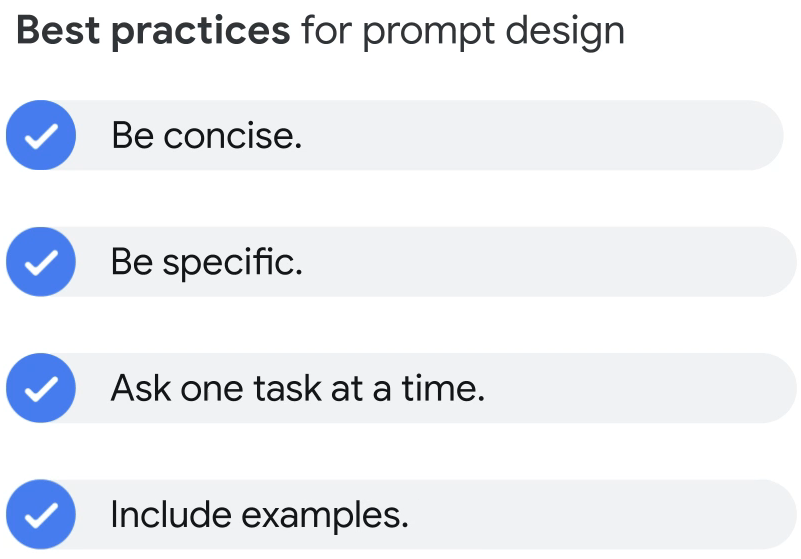 Best practices for prompt design
Be concise.
Be specific.
Ask one task at a time.
Include examples.